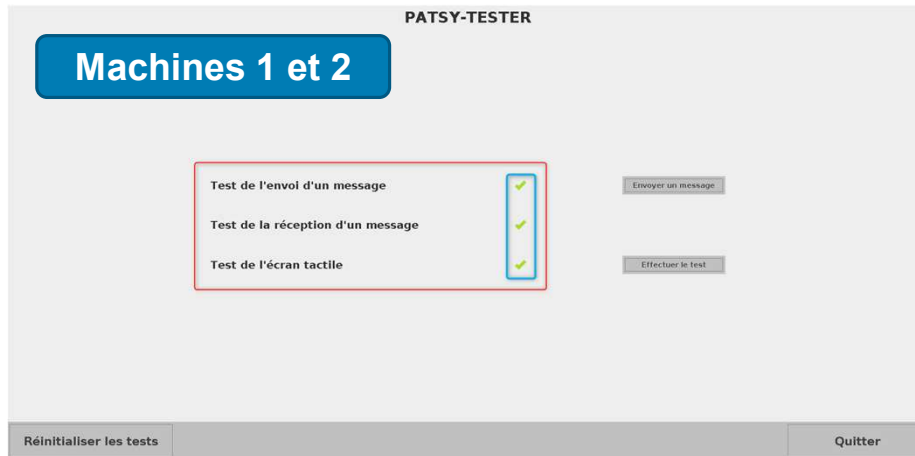 PATSY-TESTER
Machines 1 et 2
Test de l'envoi d'un message
Envoyer un message
Test de la réception d'un message
Test de l'écran tactile
Effectuer le test
Réinitialiser les tests
Quitter